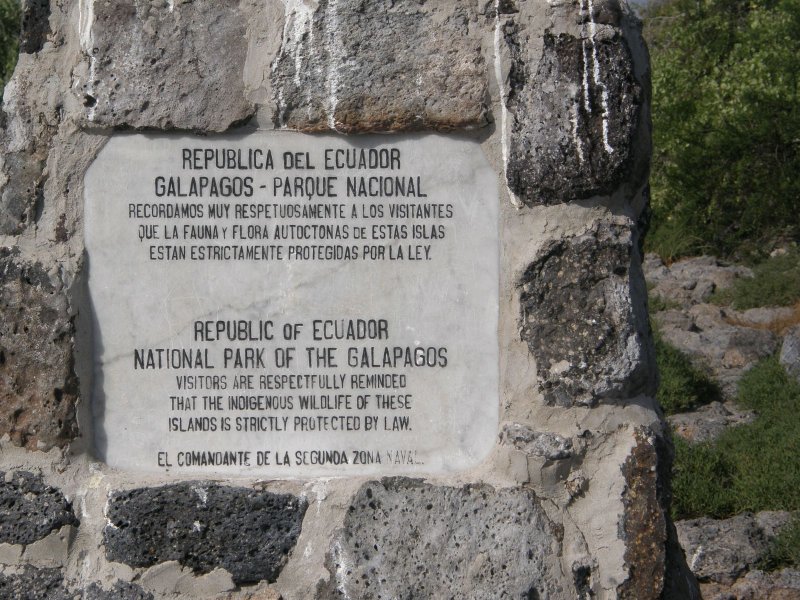 REPUBLICA DEL ECUADOR
GALAPAGOS - PARQUE NACIONAL
RECORDAMOS MUY RESPETUOSAMENTE A LOS VISITANTES
QUE LA FAUNA Y FLORA AUTOCTONAS DE ESTAS ISLAS
ESTAN ESTRICTAMENTE PROTEGIDAS POR LA LEY.
REPUBLIC OF ECUADOR
NATIONAL PARK OF THE GALAPAGOS
VISITORS ARE RESPECTFULLY REMINDED
THAT THE INDIGENOUS WILDLIFE OF THESE
ISLANDS IS STRICTLY PROTECTED BY LAW.
EL COMANDANTE DE LA SEGUNDA ZONA NAVAL